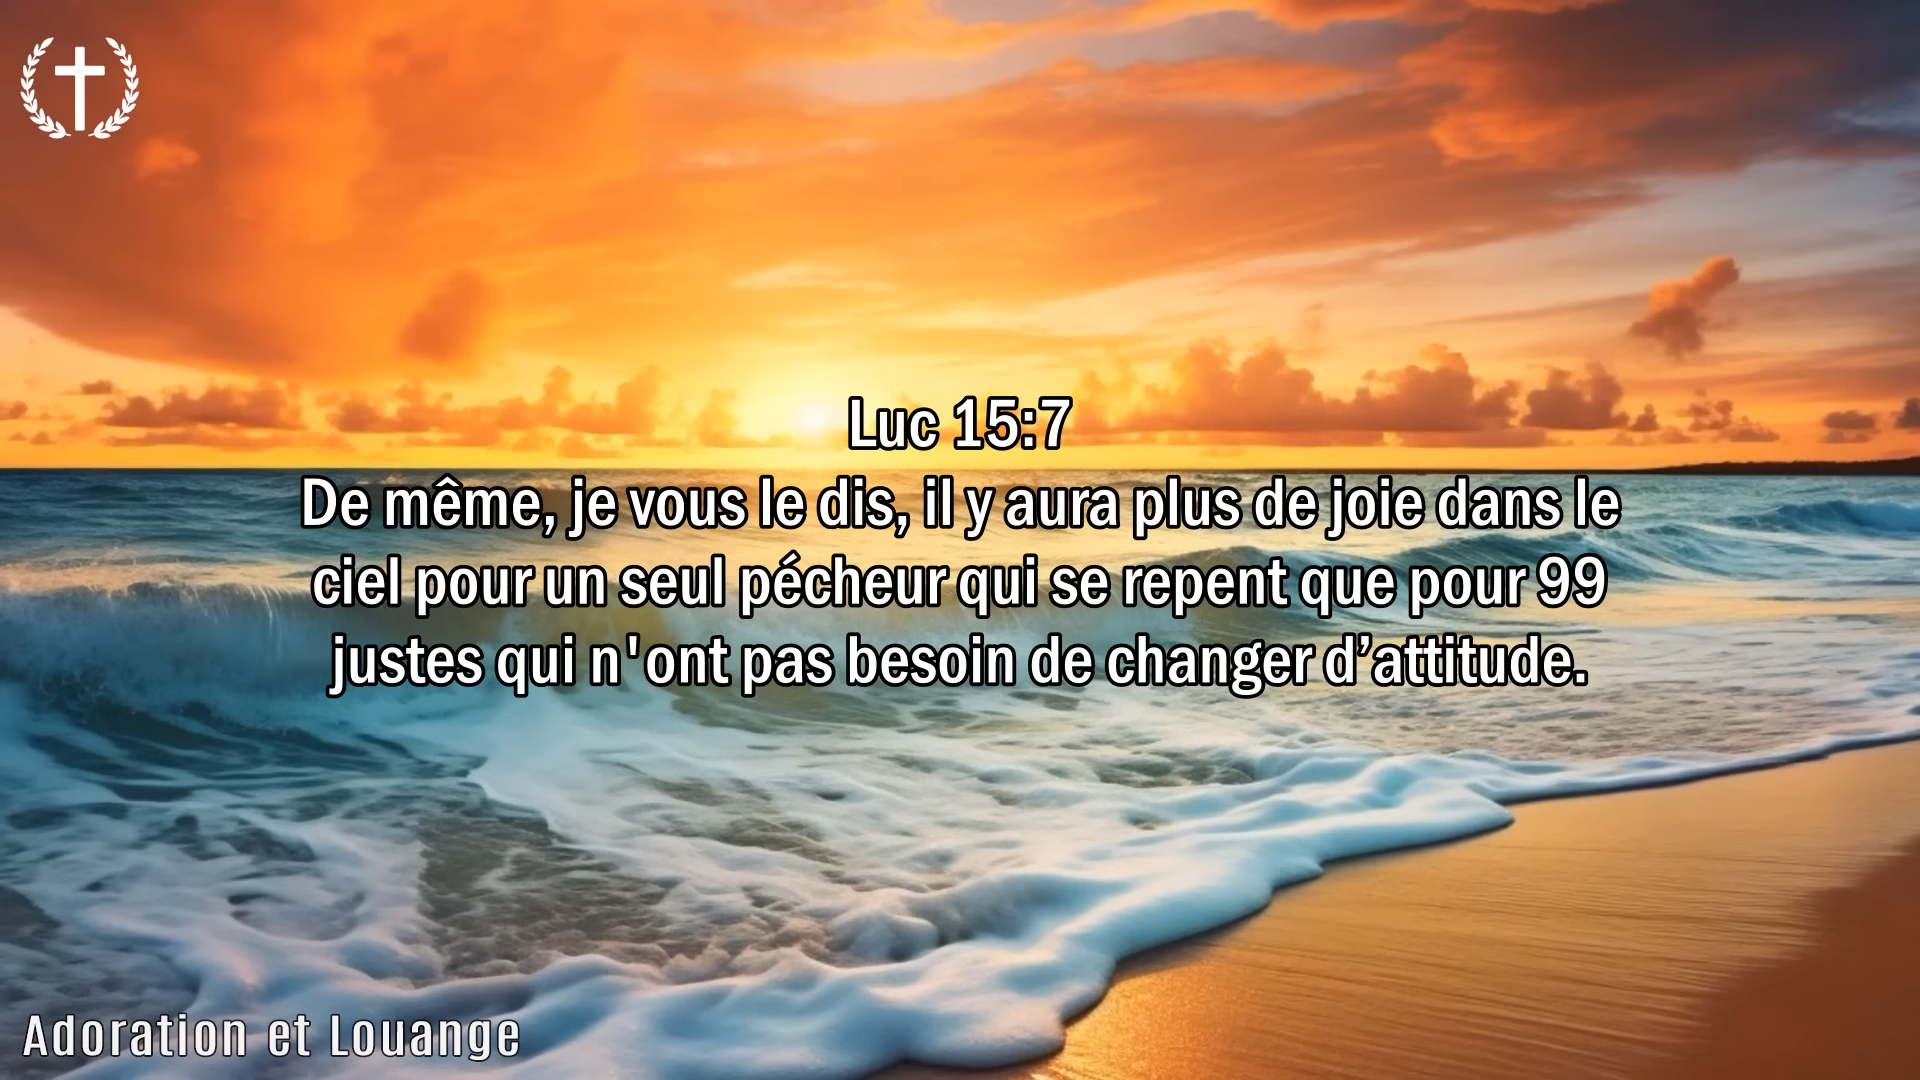 Luc 15:7
De même, je vous le dis, il y aura plus de joie dans le
ciel pour un seul pécheur qui se repent que pour 99
justes qui n'ont pas besoin de changer d’attitude.
Adoration et Louange